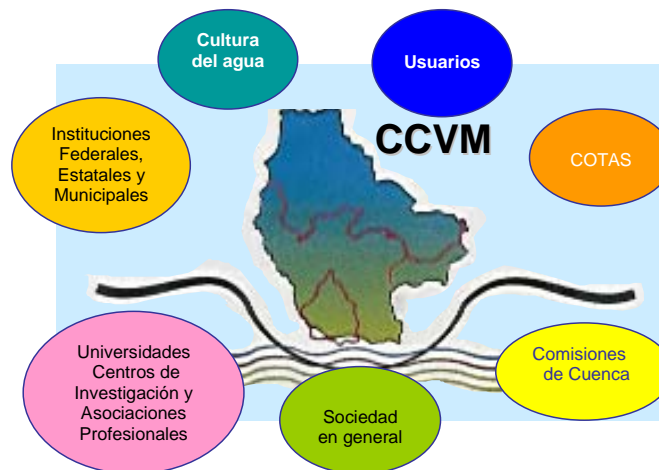 Cultura
del agua
Usuarios
CCVM
Instituciones
Federales,
Estatales y
Municipales
COTAS
Universidades
Centros de
Investigación y
Asociaciones
Profesionales
Sociedad
en general
Comisiones
de Cuenca